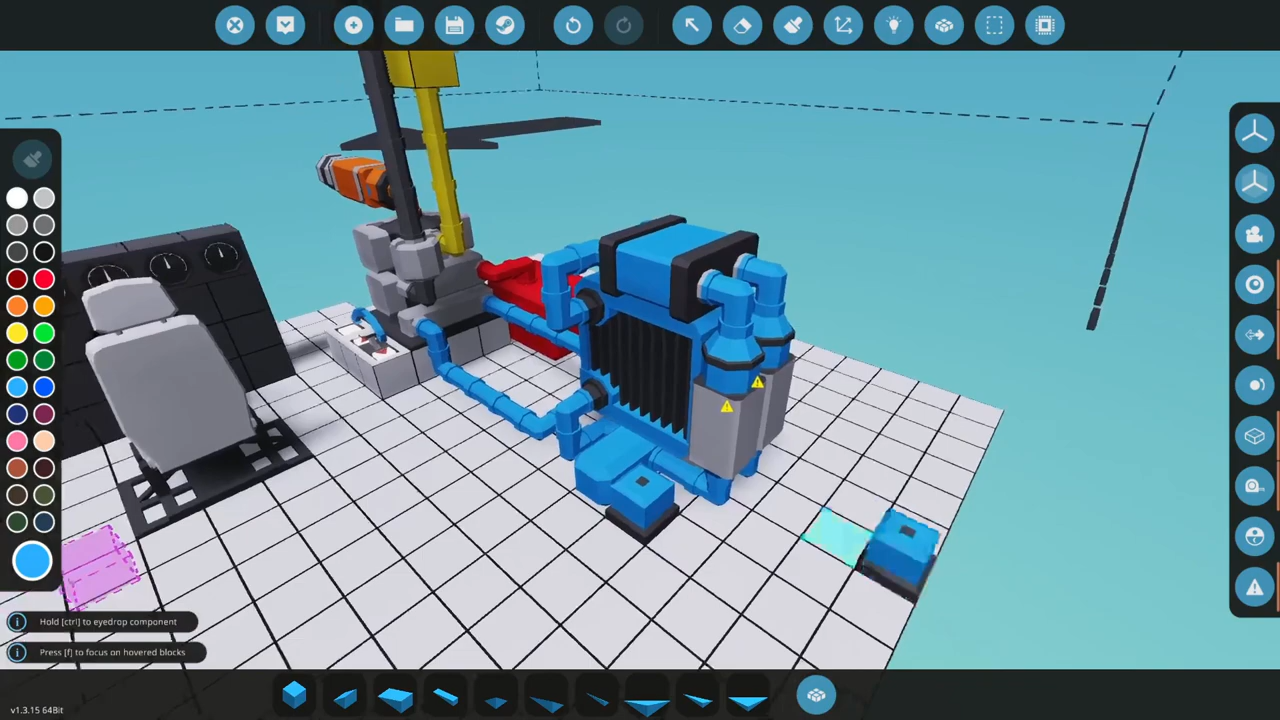 Hold [ctrl] to eyedrop component
Press [f] to focus on hovered blocks
v1.3.15 64Bit